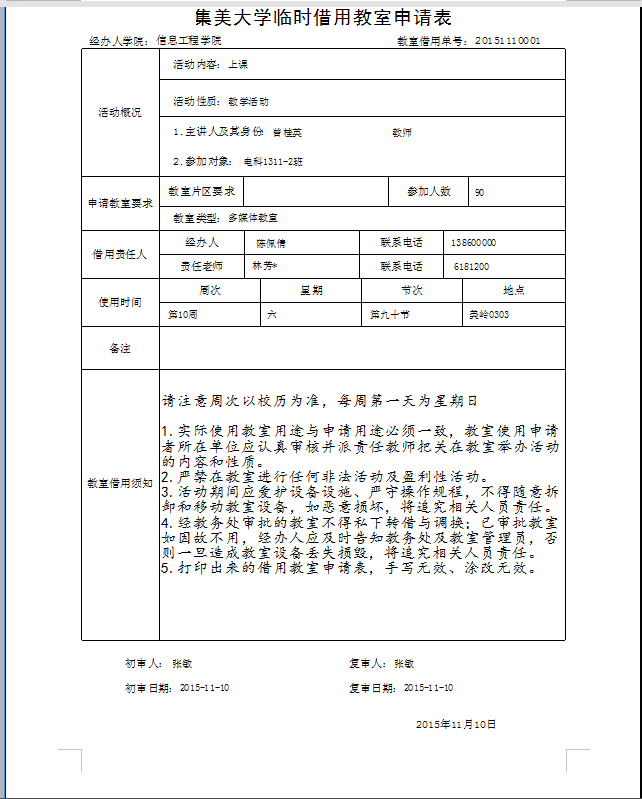 集美大学临时借用教室申请表
经办人学院：信息工程学院 教室借用单号：20151110001
活动概况
活动内容：上课
活动性质：教学活动
1.主讲人及其身份：曾桂英 教师
2.参加对象：电科1311-2班
申请教室要求
教室片区要求 参加人数 90
教室类型：多媒体教室
借用责任人
经办人 陈佩倩 联系电话 138600000
责任老师 林芳* 联系电话 6181200
使用时间
周次 星期 节次 地点
第10周 六 第九十节 美岭0303
备注
教室借用须知
请注意周次以校历为准，每周第一天为星期日
1.实际使用教室用途与申请用途必须一致，教室使用申请
者所在单位应认真审核并派责任教师把关在教室举办活动
的内容和性质。
2.严禁在教室进行任何非法活动及盈利性活动。
3.活动期间应爱护设备设施、严守操作规程，不得随意拆
卸和移动教室设备，如恶意损坏，将追究相关人员责任。
4.经教务处审批的教室不得私下转借与调换；已审批教室
如因故不用，经办人应及时告知教务处及教室管理员，否
则一旦造成教室设备丢失损毁，将追究相关人员责任。
5.打印出来的借用教室申请表，手写无效、涂改无效。
初审人：张敏 复审人：张敏
初审日期：2015-11-10 复审日期：2015-11-10
2015年11月10日